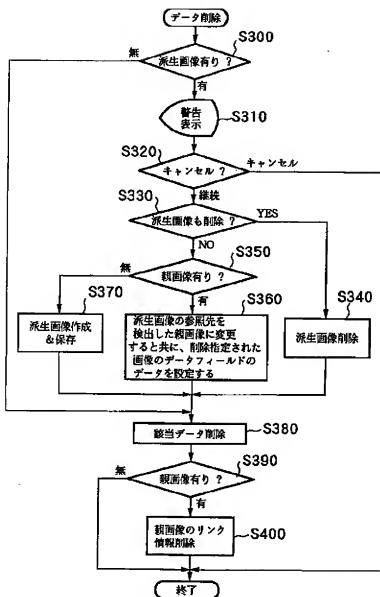 データ削除
S300
派生画像有り ?
無
有
S310
警告
表示
S320
キャンセル ?
キャンセル
継続
S330
派生画像も削除 ?
YES
NO
S350
親画像有り ?
無
有
S370
派生画像作成
&保存
S360
派生画像の参照先を
検出した親画像に変更
すると共に、削除指定された
画像のデータフィールドの
データを設定する
S340
派生画像削除
S380
該当データ削除
S390
親画像有り ?
無
有
S400
親画像のリンク
情報削除
終了